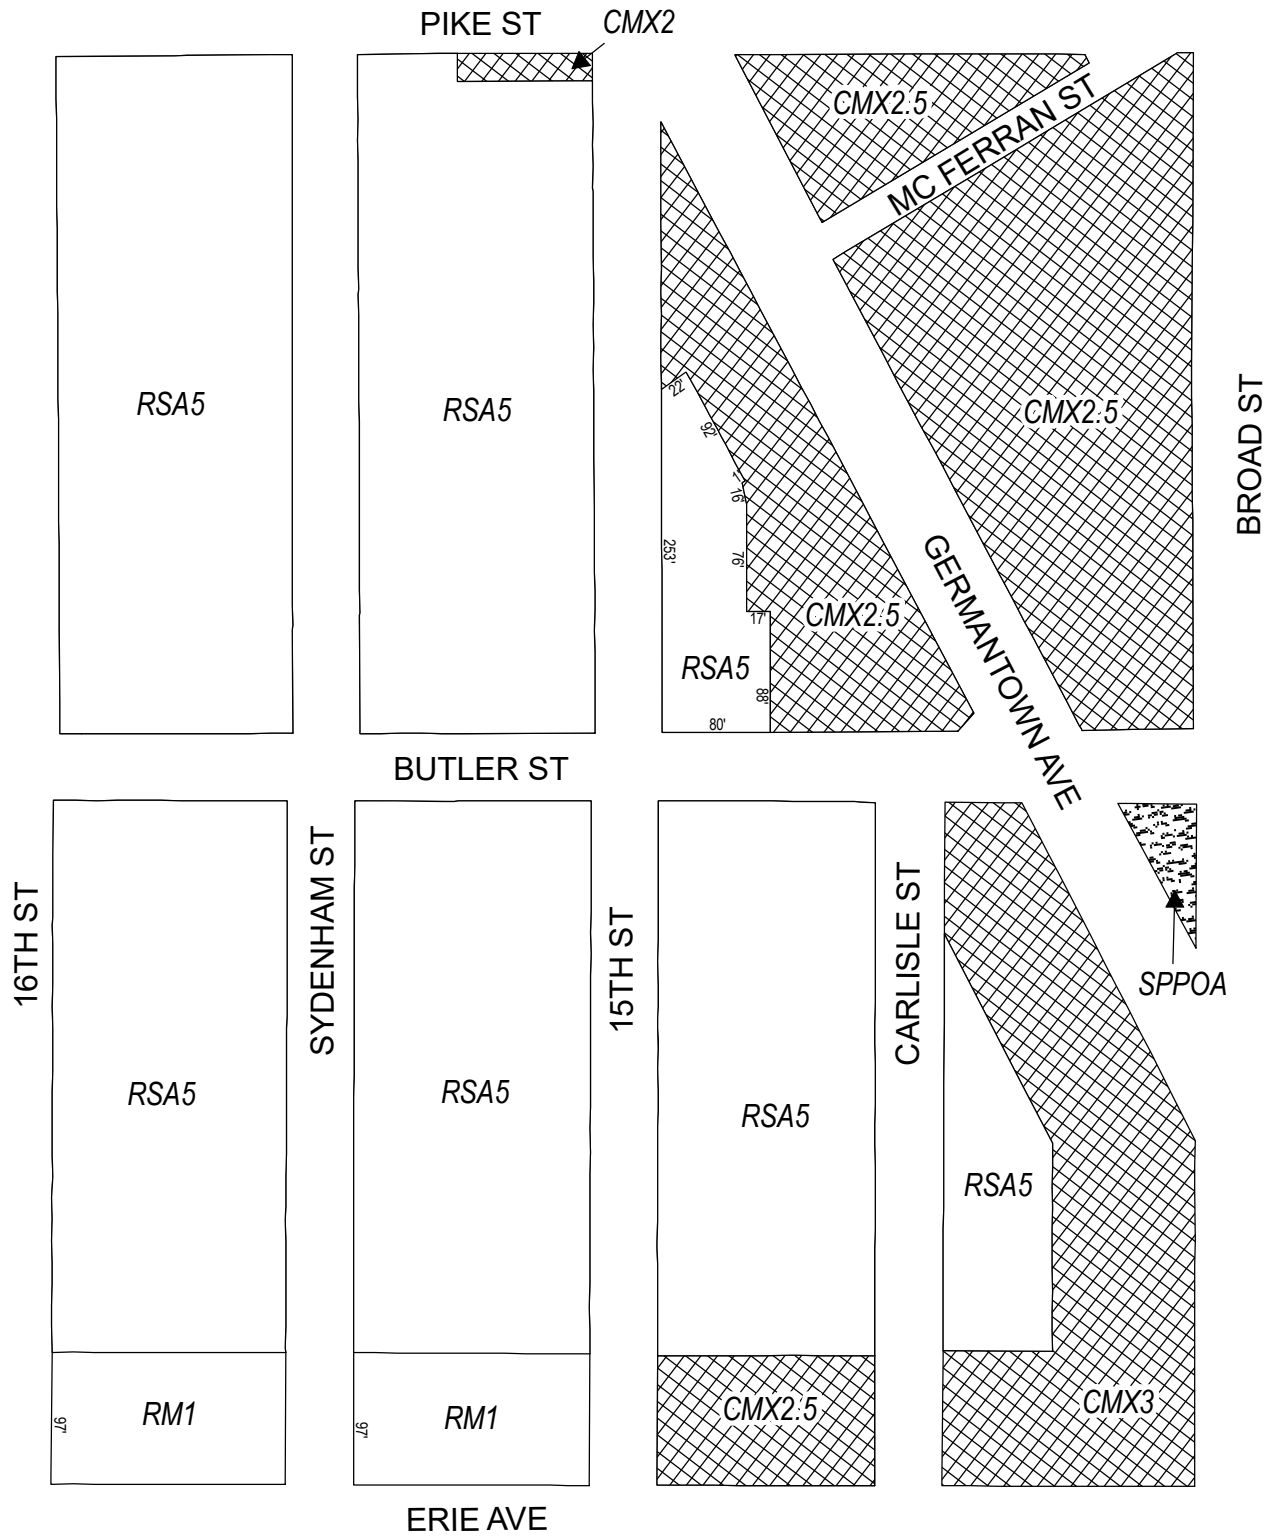 PIKE ST
CMX2
CMX2.5
MC FERRAN ST
RSA5
RSA5
CMX2.5
BROAD ST
22'
92'
16'
253'
76'
GERMANTOWN AVE
CMX2.5
17'
RSA5
88'
80'
BUTLER ST
16TH ST
SYDENHAM ST
15TH ST
CARLISLE ST
SPPOA
RSA5
RSA5
RSA5
RSA5
97'
RM1
97'
RM1
CMX2.5
CMX3
ERIE AVE